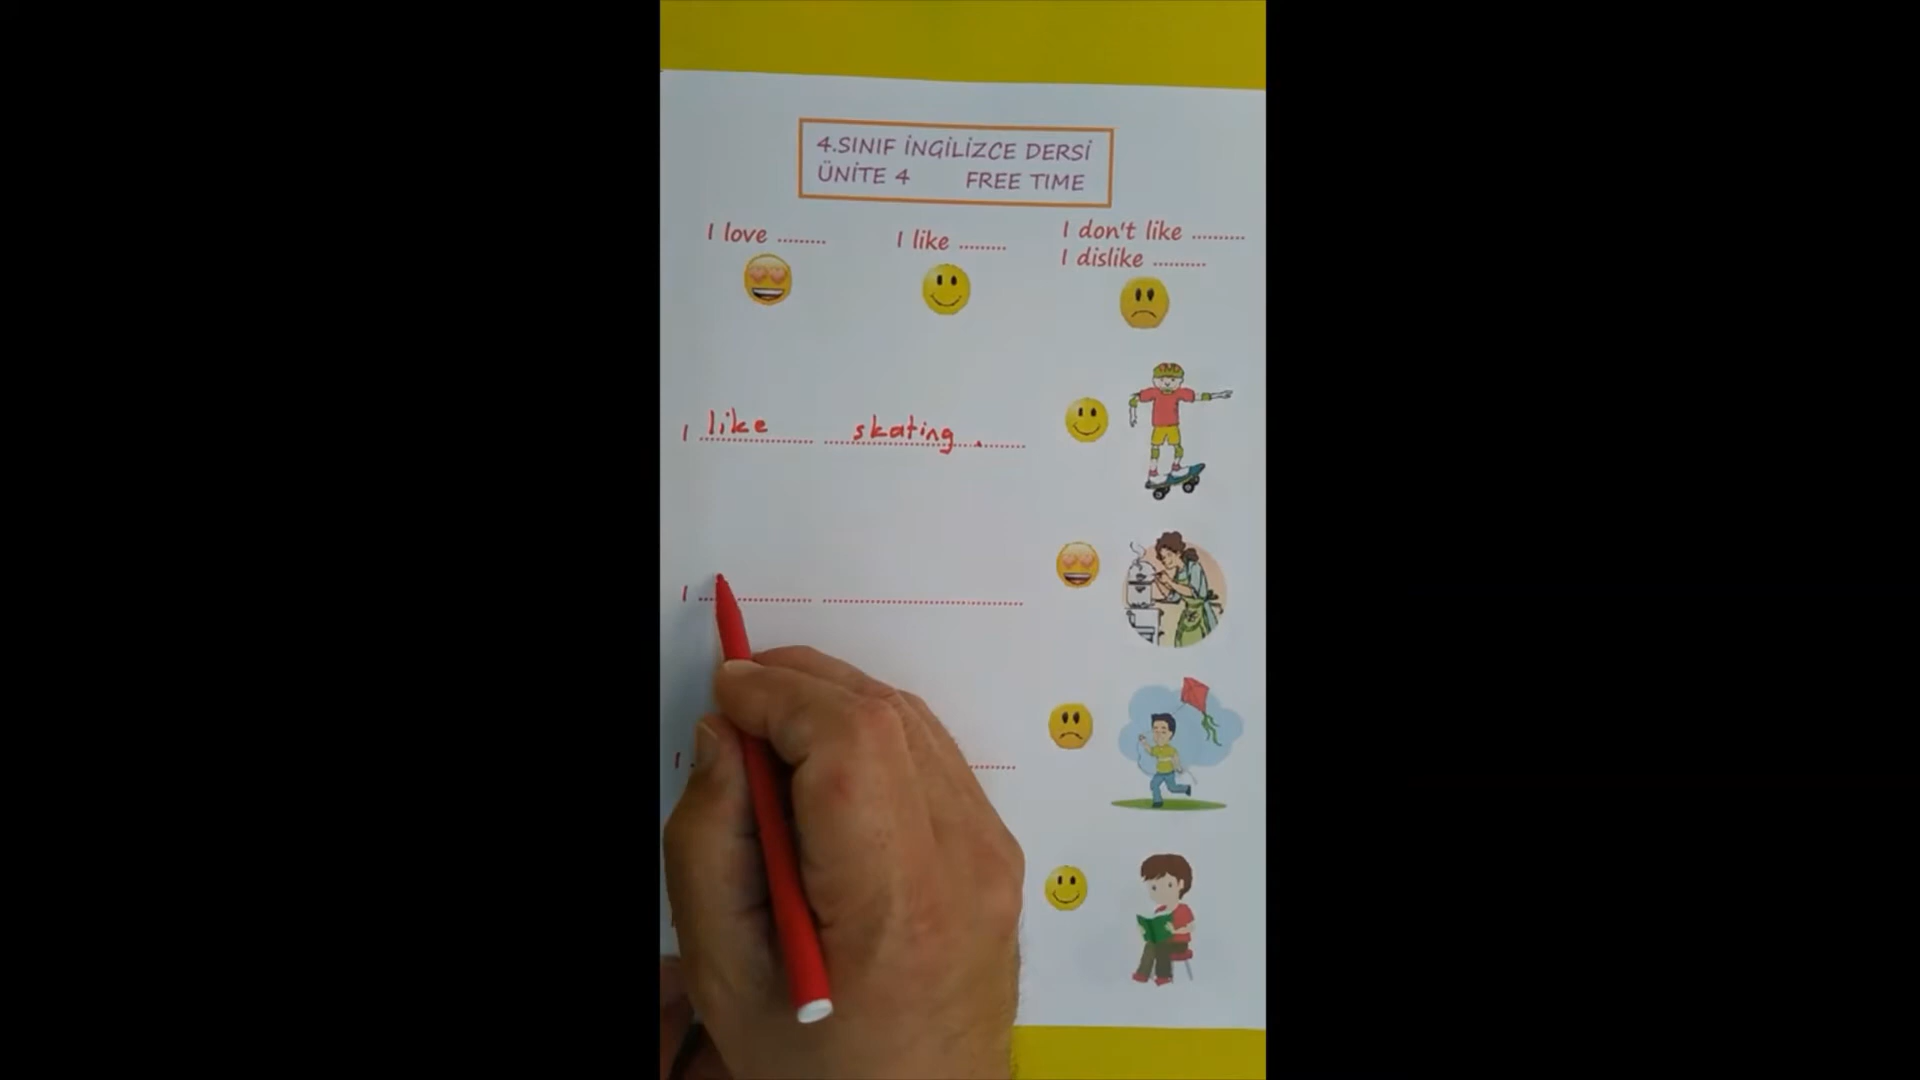 4.SINIF İNGİLİZCE DERSİ
ÜNİTE 4 FREE TIME
I love .........
I like .........
I don't like ..........
I dislike ..........
I like skating.
I
I